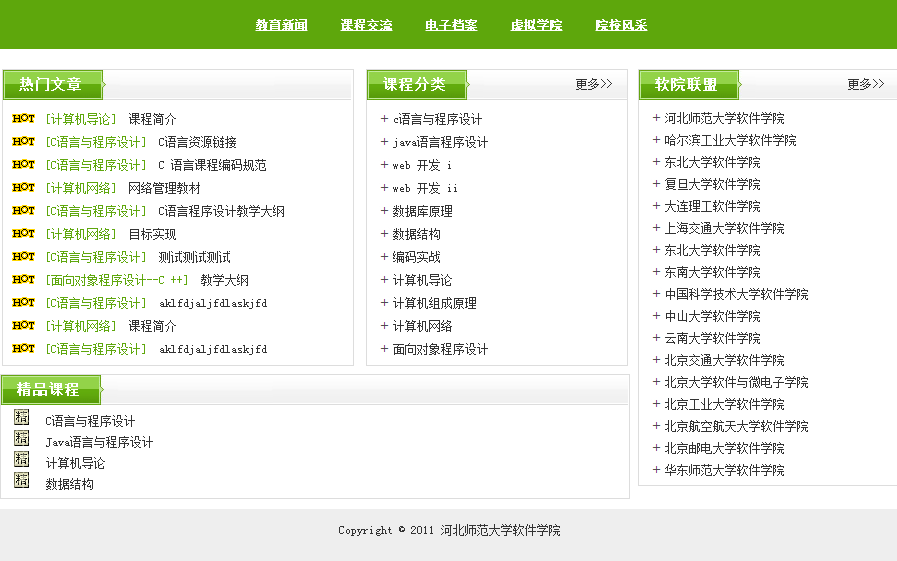 教育新闻 课程交流 电子档案 虚拟学院 院校风采
热门文章
HOT [计算机导论] 课程简介
HOT [C语言与程序设计] C语言资源链接
HOT [C语言与程序设计] C 语言课程编码规范
HOT [计算机网络] 网络管理教材
HOT [C语言与程序设计] C语言程序设计教学大纲
HOT [计算机网络] 目标实现
HOT [C语言与程序设计] 测试测试测试
HOT [面向对象程序设计--C ++] 教学大纲
HOT [C语言与程序设计] aklfdjaljfdlaskjfd
HOT [计算机网络] 课程简介
HOT [C语言与程序设计] aklfdjaljfdlaskjfd
课程分类 更多>>
+ c语言与程序设计
+ java语言程序设计
+ web 开发 i
+ web 开发 ii
+ 数据库原理
+ 数据结构
+ 编码实战
+ 计算机导论
+ 计算机组成原理
+ 计算机网络
+ 面向对象程序设计
软院联盟 更多>>
+ 河北师范大学软件学院
+ 哈尔滨工业大学软件学院
+ 东北大学软件学院
+ 复旦大学软件学院
+ 大连理工软件学院
+ 上海交通大学软件学院
+ 东北大学软件学院
+ 东南大学软件学院
+ 中国科学技术大学软件学院
+ 中山大学软件学院
+ 云南大学软件学院
+ 北京交通大学软件学院
+ 北京大学软件与微电子学院
+ 北京工业大学软件学院
+ 北京航空航天大学软件学院
+ 北京邮电大学软件学院
+ 华东师范大学软件学院
精品课程
精 C语言与程序设计
精 Java语言与程序设计
精 计算机导论
精 数据结构
Copyright © 2011 河北师范大学软件学院